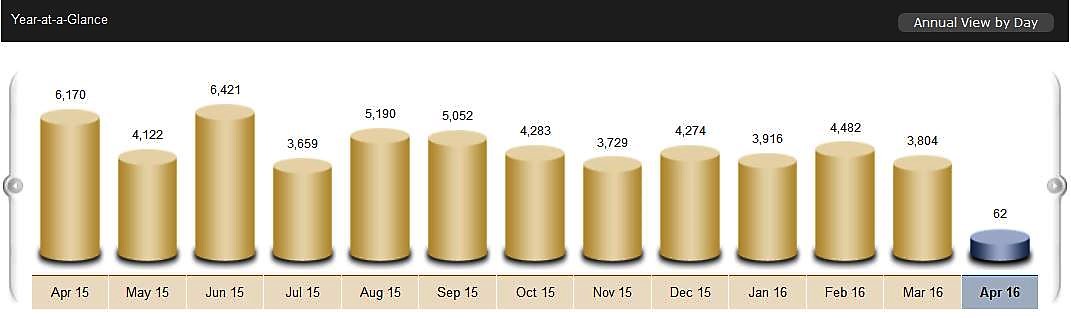 Year-at-a-Glance
Annual View by Day
6,170
4,122
6,421
3,659
5,190
5,052
4,283
3,729
4,274
3,916
4,482
3,804
62
Apr 15
May 15
Jun 15
Jul 15
Aug 15
Sep 15
Oct 15
Nov 15
Dec 15
Jan 16
Feb 16
Mar 16
Apr 16